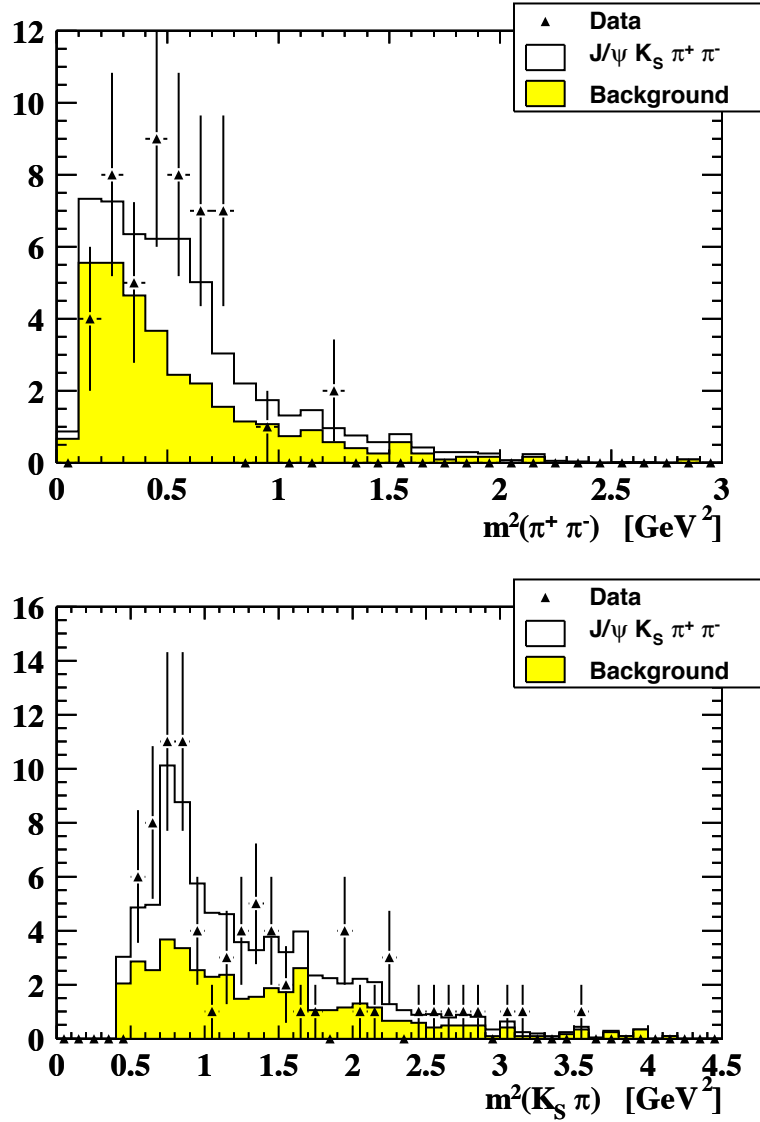 Data
J/ψ K_S π⁺ π⁻
Background
12
10
8
6
4
2
0
0 0.5 1 1.5 2 2.5 3
m²(π⁺ π⁻) [GeV²]
Data
J/ψ K_S π⁺ π⁻
Background
16
14
12
10
8
6
4
2
0
0 0.5 1 1.5 2 2.5 3 3.5 4 4.5
m²(K_S π) [GeV²]